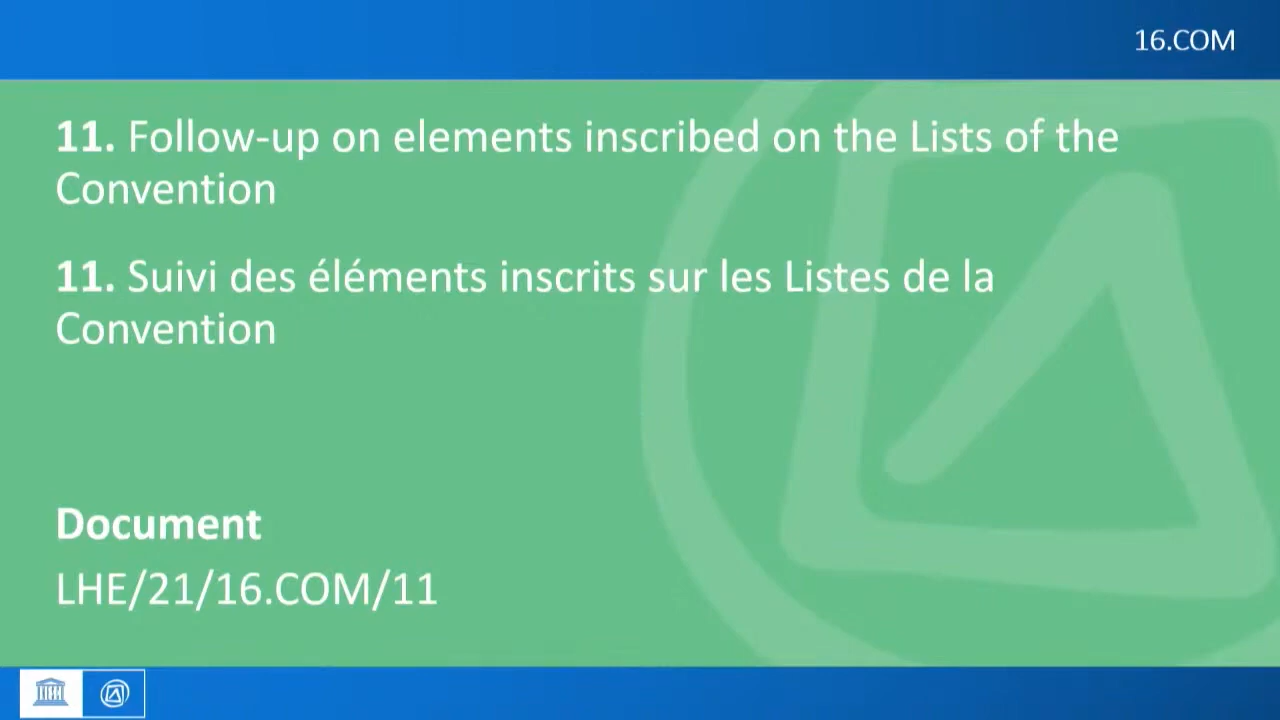 16.COM
11. Follow-up on elements inscribed on the Lists of the
Convention
11. Suivi des éléments inscrits sur les Listes de la
Convention
Document
LHE/21/16.COM/11